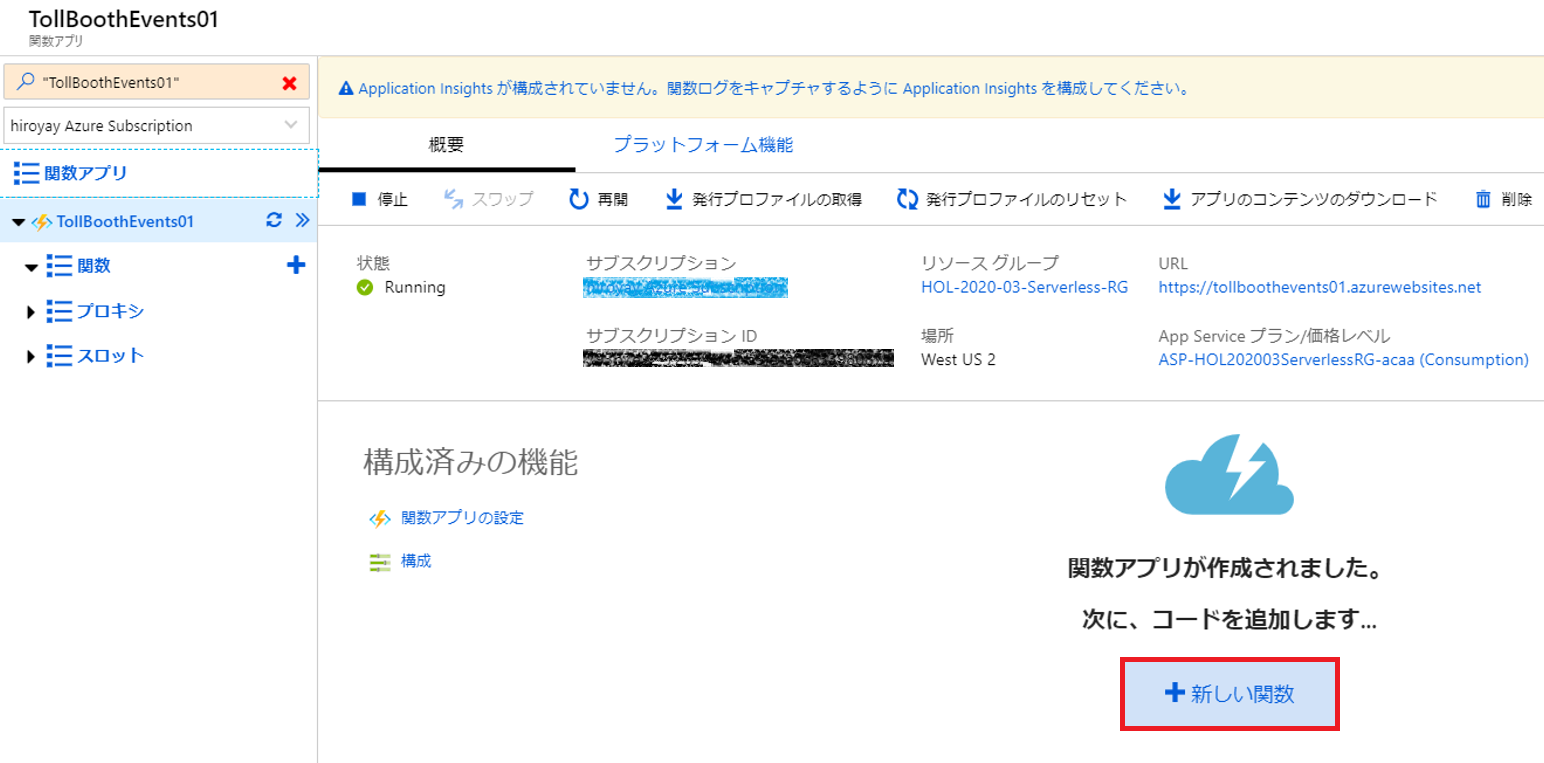 TollBoothEvents01
関数アプリ
"TollBoothEvents01"
hiroyay Azure Subscription
関数アプリ
TollBoothEvents01
関数
プロキシ
スロット
Application Insights が構成されていません。関数ログをキャプチャするように Application Insights を構成してください。
概要
プラットフォーム機能
停止
スワップ
再開
発行プロファイルの取得
発行プロファイルのリセット
アプリのコンテンツのダウンロード
削除
状態
Running
サブスクリプション
サブスクリプション ID
リソース グループ
HOL-2020-03-Serverless-RG
場所
West US 2
URL
https://tollboothevents01.azurewebsites.net
App Service プラン/価格レベル
ASP-HOL202003ServerlessRG-acaa (Consumption)
構成済みの機能
関数アプリの設定
構成
関数アプリが作成されました。
次に、コードを追加します...
新しい関数